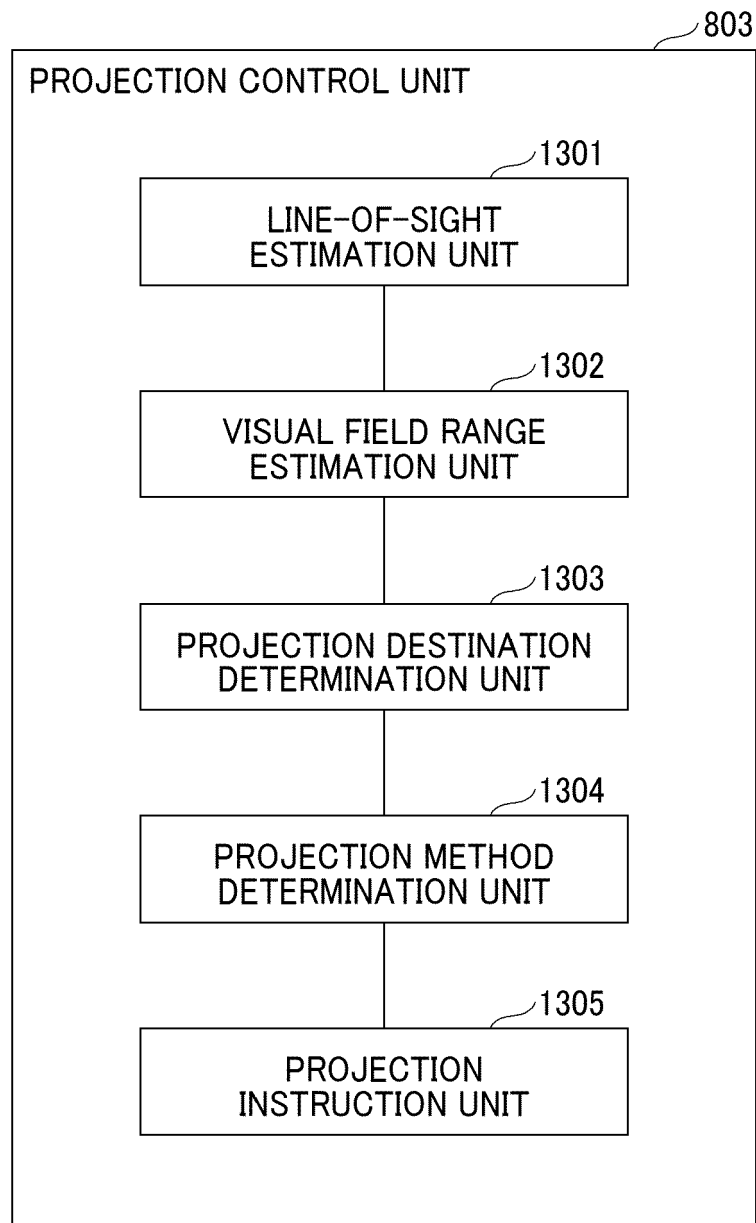 803
PROJECTION CONTROL UNIT
1301
LINE-OF-SIGHT
ESTIMATION UNIT
1302
VISUAL FIELD RANGE
ESTIMATION UNIT
1303
PROJECTION DESTINATION
DETERMINATION UNIT
1304
PROJECTION METHOD
DETERMINATION UNIT
1305
PROJECTION
INSTRUCTION UNIT